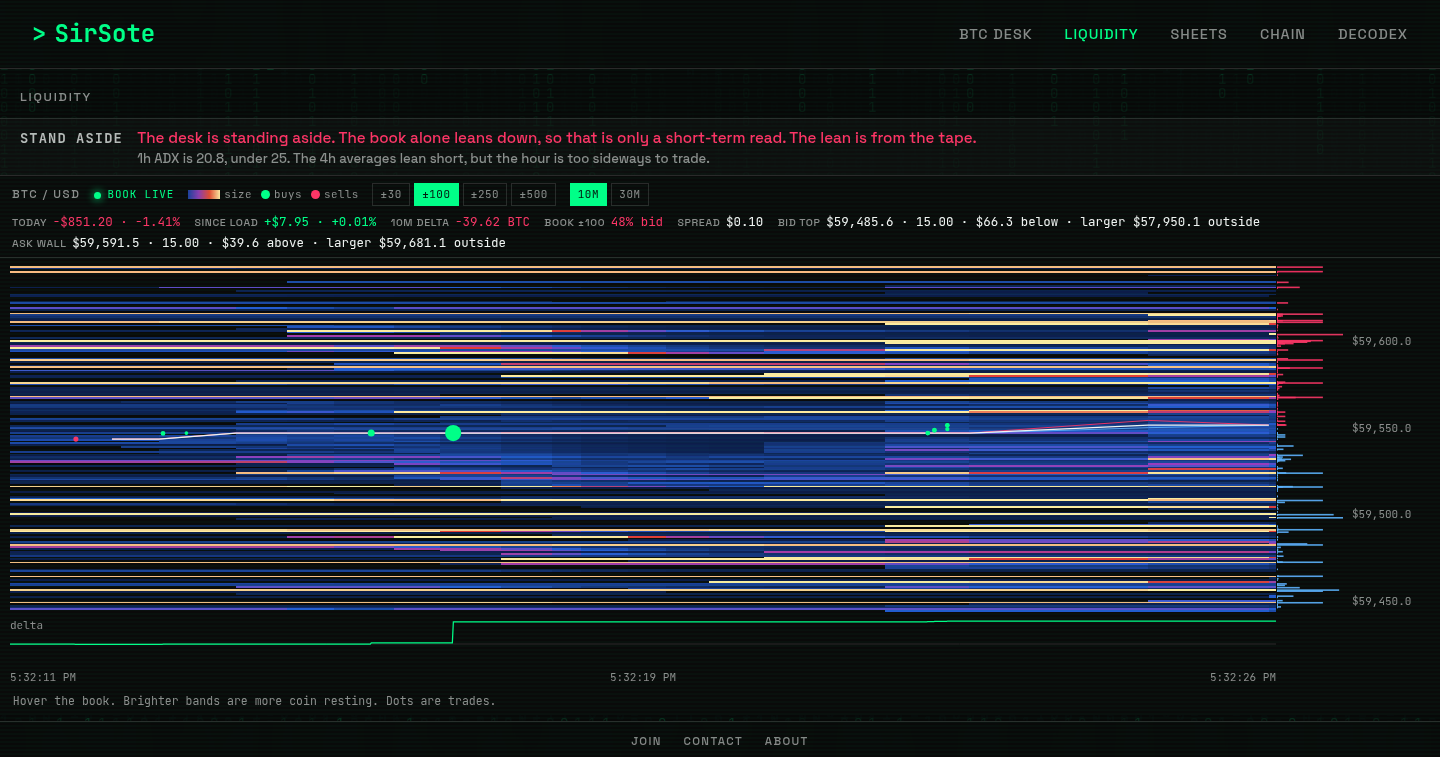 > SirSote
BTC DESK LIQUIDITY SHEETS CHAIN DECODEX
LIQUIDITY
STAND ASIDE The desk is standing aside. The book alone leans down, so that is only a short-term read. The lean is from the tape.
1h ADX is 20.8, under 25. The 4h averages lean short, but the hour is too sideways to trade.
BTC / USD BOOK LIVE size buys sells ±30 ±100 ±250 ±500 10M 30M
TODAY -$851.20 · -1.41% SINCE LOAD +$7.95 · +0.01% 10M DELTA -39.62 BTC BOOK ±100 48% bid SPREAD $0.10 BID TOP $59,485.6 · 15.00 · $66.3 below · larger $57,950.1 outside
ASK WALL $59,591.5 · 15.00 · $39.6 above · larger $59,681.1 outside
$59,600.0
$59,550.0
$59,500.0
$59,450.0
delta
5:32:11 PM 5:32:19 PM 5:32:26 PM
Hover the book. Brighter bands are more coin resting. Dots are trades.
JOIN CONTACT ABOUT